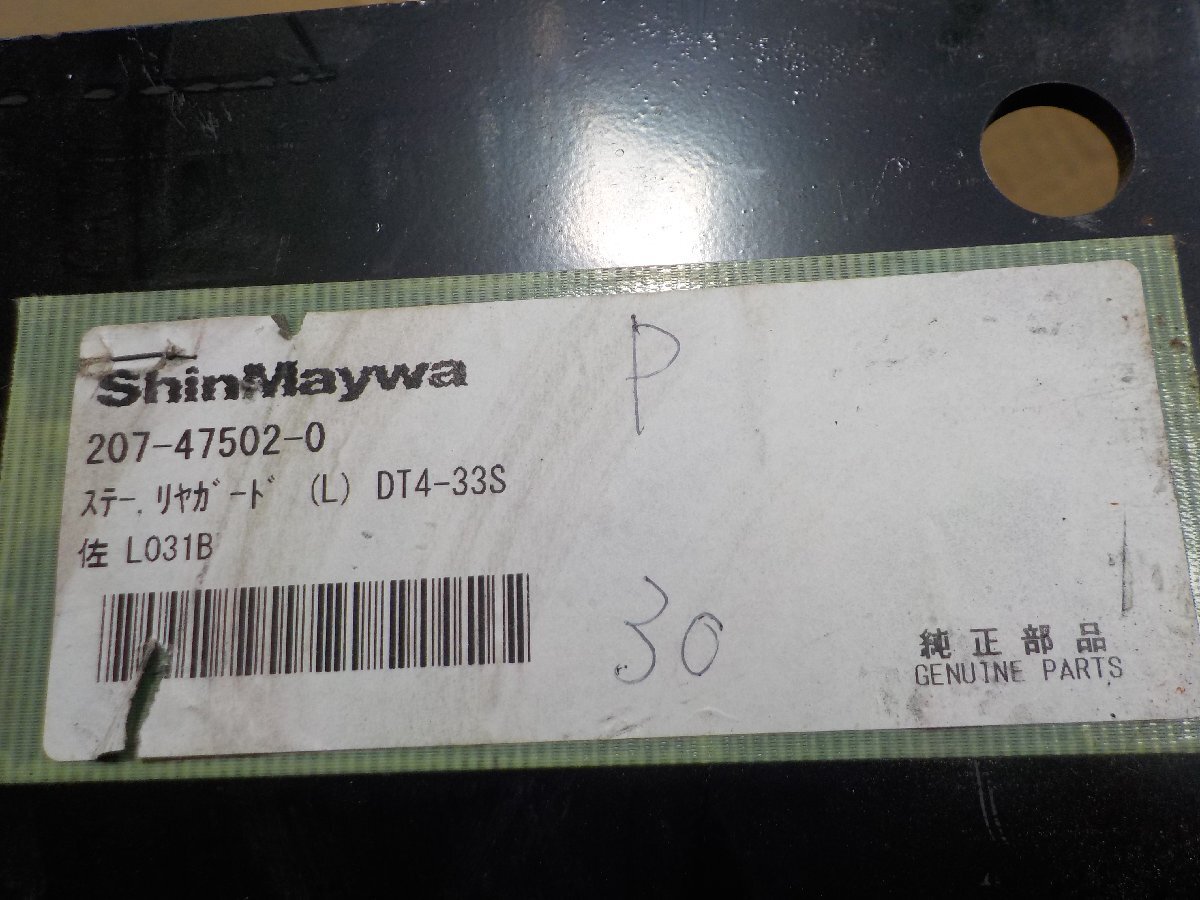 ShinMaywa
P
207-47502-0
ｽﾃｰ.ﾘﾔｶﾞｰﾄﾞ (L) DT4-33S
佐 L031B
30
純正部品
GENUINE PARTS